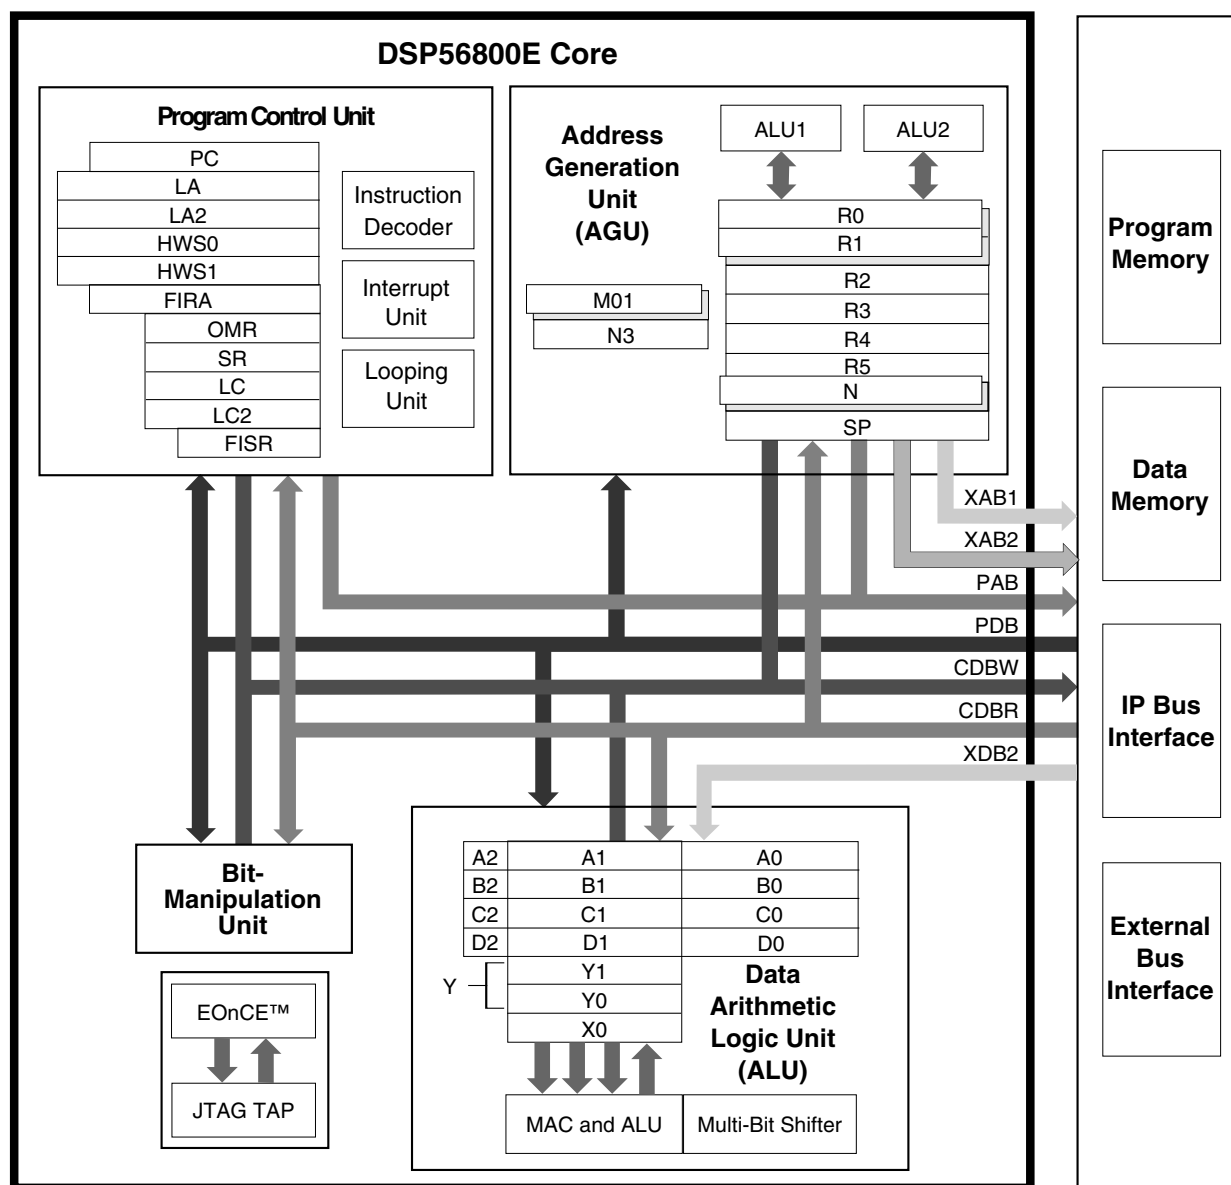 DSP56800E Core
Program Control Unit
PC
LA
LA2
HWS0
HWS1
FIRA
OMR
SR
LC
LC2
FISR
Instruction
Decoder
Interrupt
Unit
Looping
Unit
Address
Generation
Unit
(AGU)
ALU1
ALU2
R0
R1
R2
R3
R4
R5
N
SP
M01
N3
XAB1
XAB2
PAB
PDB
CDBW
CDBR
XDB2
Program
Memory
Data
Memory
IP Bus
Interface
External
Bus
Interface
Bit-
Manipulation
Unit
EOnCE™
JTAG TAP
A2 A1 A0
B2 B1 B0
C2 C1 C0
D2 D1 D0
Y
Y1
Y0
X0
Data
Arithmetic
Logic Unit
(ALU)
MAC and ALU
Multi-Bit Shifter